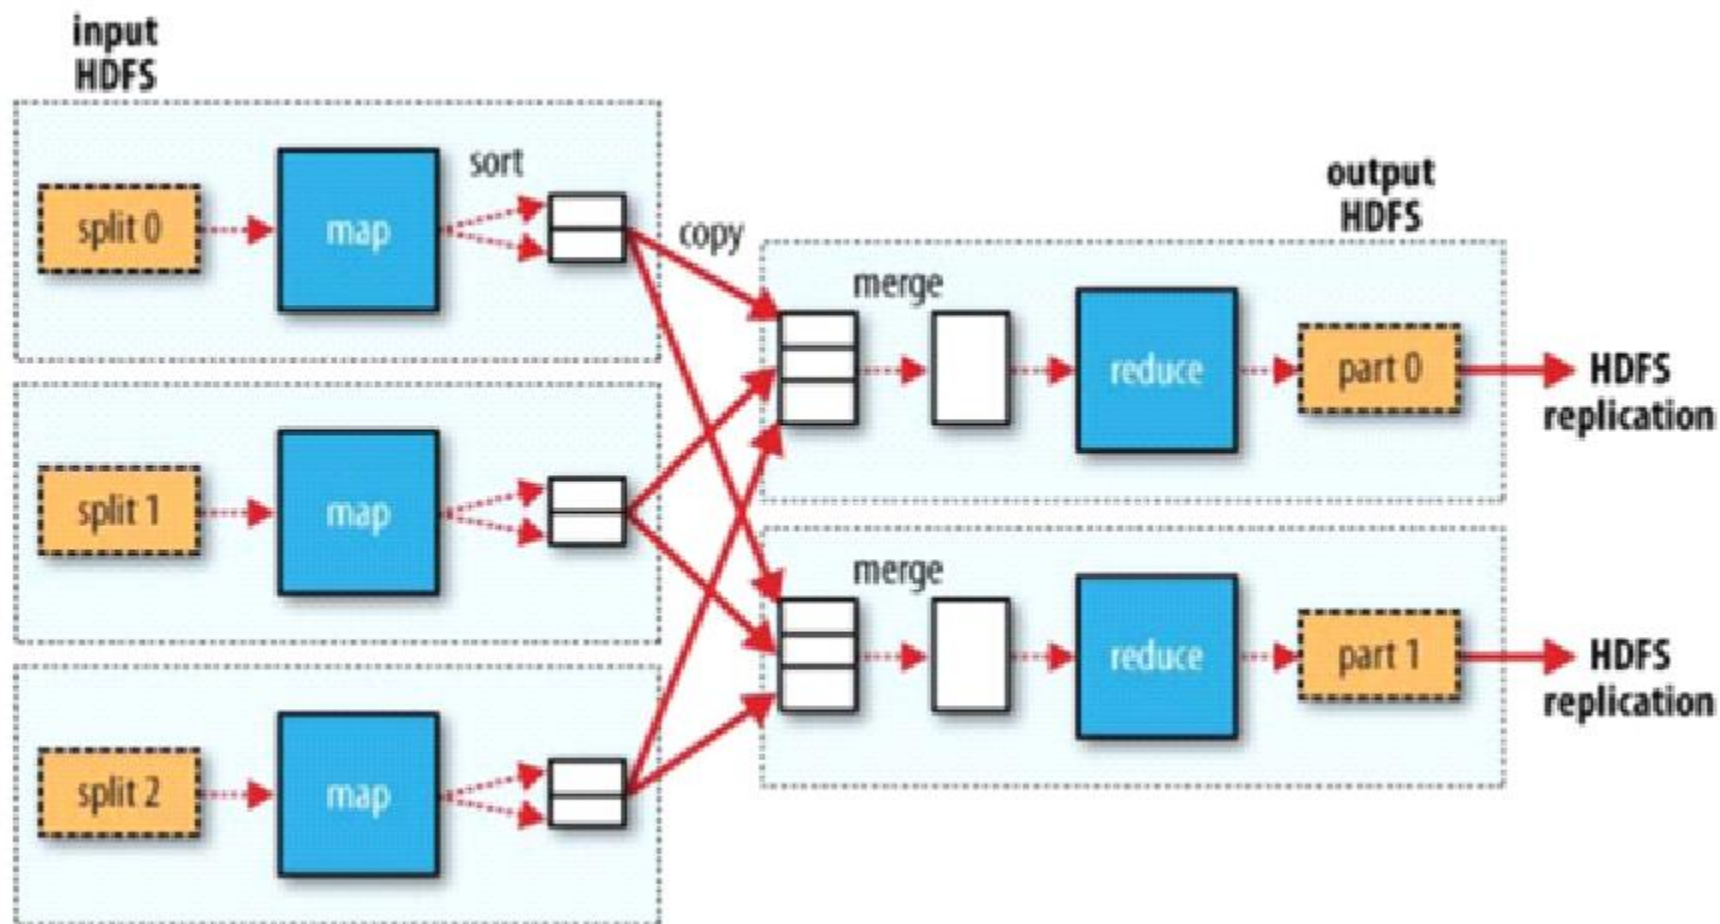 input
HDFS
split 0
map
sort
copy
split 1
map
split 2
map
output
HDFS
merge
reduce
part 0
HDFS
replication
merge
reduce
part 1
HDFS
replication